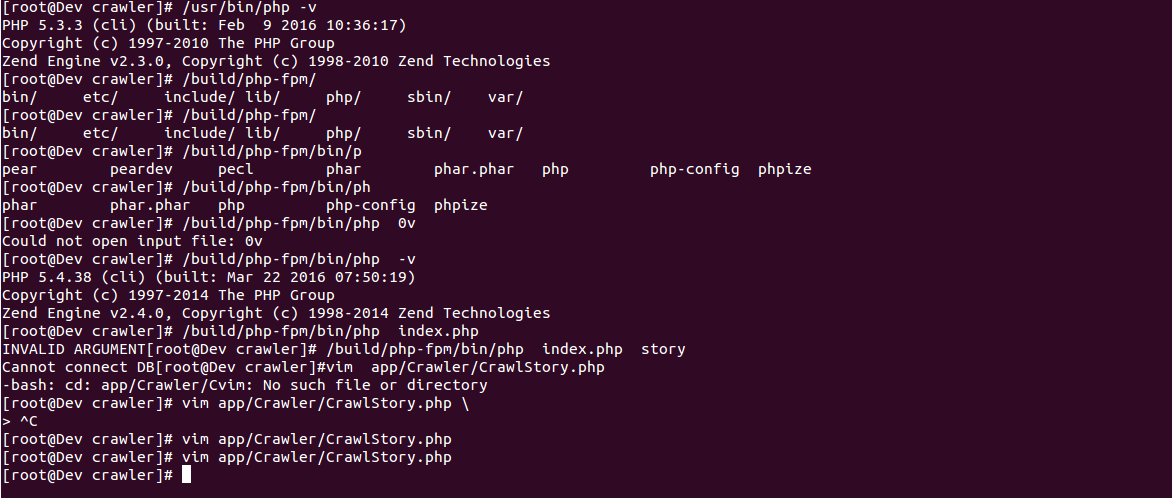 [root@Dev crawler]# /usr/bin/php -v
PHP 5.3.3 (cli) (built: Feb  9 2016 10:36:17)
Copyright (c) 1997-2010 The PHP Group
Zend Engine v2.3.0, Copyright (c) 1998-2010 Zend Technologies
[root@Dev crawler]# /build/php-fpm/
bin/     etc/     include/ lib/     php/     sbin/    var/
[root@Dev crawler]# /build/php-fpm/
bin/     etc/     include/ lib/     php/     sbin/    var/
[root@Dev crawler]# /build/php-fpm/bin/p
pear        peardev     pecl        phar        phar.phar   php         php-config  phpize
[root@Dev crawler]# /build/php-fpm/bin/ph
phar        phar.phar   php         php-config  phpize
[root@Dev crawler]# /build/php-fpm/bin/php  0v
Could not open input file: 0v
[root@Dev crawler]# /build/php-fpm/bin/php  -v
PHP 5.4.38 (cli) (built: Mar 22 2016 07:50:19)
Copyright (c) 1997-2014 The PHP Group
Zend Engine v2.4.0, Copyright (c) 1998-2014 Zend Technologies
[root@Dev crawler]# /build/php-fpm/bin/php  index.php
INVALID ARGUMENT[root@Dev crawler]# /build/php-fpm/bin/php  index.php  story
Cannot connect DB[root@Dev crawler]#vim  app/Crawler/CrawlStory.php
-bash: cd: app/Crawler/Cvim: No such file or directory
[root@Dev crawler]# vim app/Crawler/CrawlStory.php \
> ^C
[root@Dev crawler]# vim app/Crawler/CrawlStory.php
[root@Dev crawler]# vim app/Crawler/CrawlStory.php
[root@Dev crawler]#